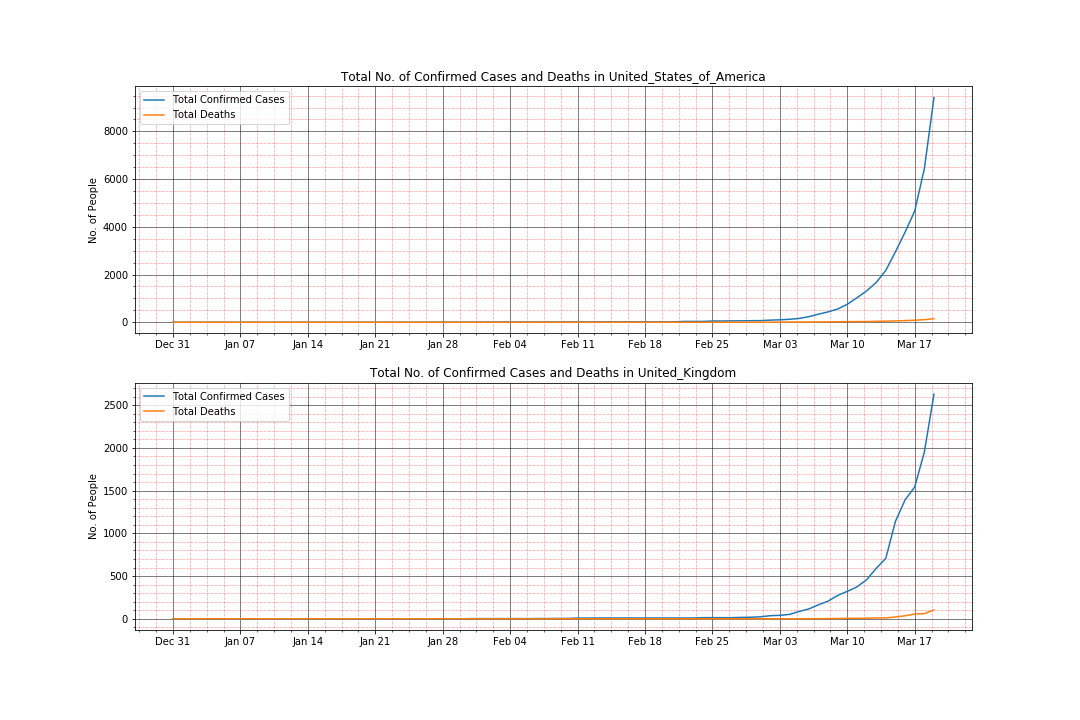 Total No. of Confirmed Cases and Deaths in United_States_of_America
Total Confirmed Cases
Total Deaths
No. of People
8000
6000
4000
2000
0
Dec 31 Jan 07 Jan 14 Jan 21 Jan 28 Feb 04 Feb 11 Feb 18 Feb 25 Mar 03 Mar 10 Mar 17
Total No. of Confirmed Cases and Deaths in United_Kingdom
Total Confirmed Cases
Total Deaths
No. of People
2500
2000
1500
1000
500
0
Dec 31 Jan 07 Jan 14 Jan 21 Jan 28 Feb 04 Feb 11 Feb 18 Feb 25 Mar 03 Mar 10 Mar 17